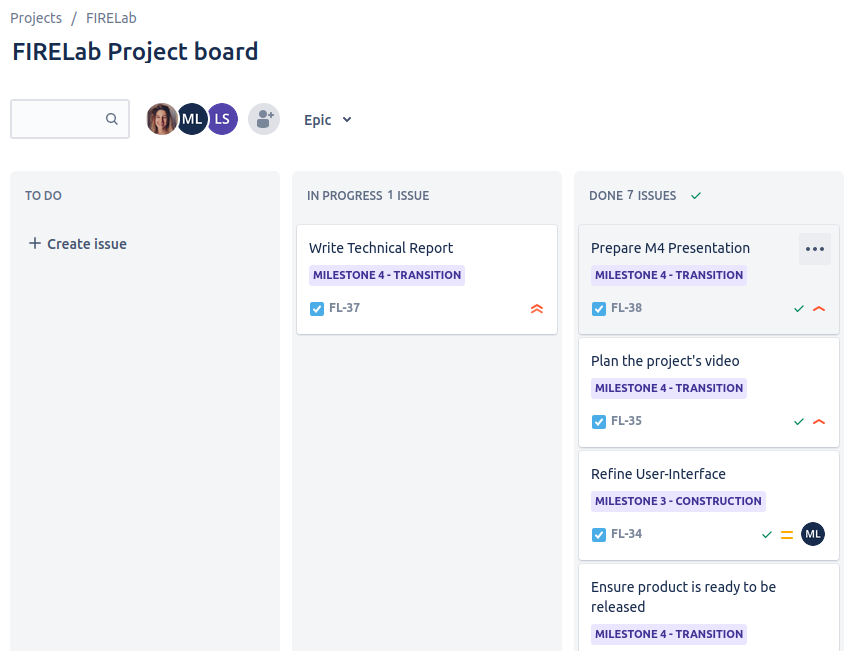 Projects / FIRELab
FIRELab Project board
ML LS Epic
TO DO
+ Create issue
IN PROGRESS 1 ISSUE
Write Technical Report
MILESTONE 4 - TRANSITION
FL-37
DONE 7 ISSUES
Prepare M4 Presentation
MILESTONE 4 - TRANSITION
FL-38
Plan the project's video
MILESTONE 4 - TRANSITION
FL-35
Refine User-Interface
MILESTONE 3 - CONSTRUCTION
FL-34 ML
Ensure product is ready to be
released
MILESTONE 4 - TRANSITION